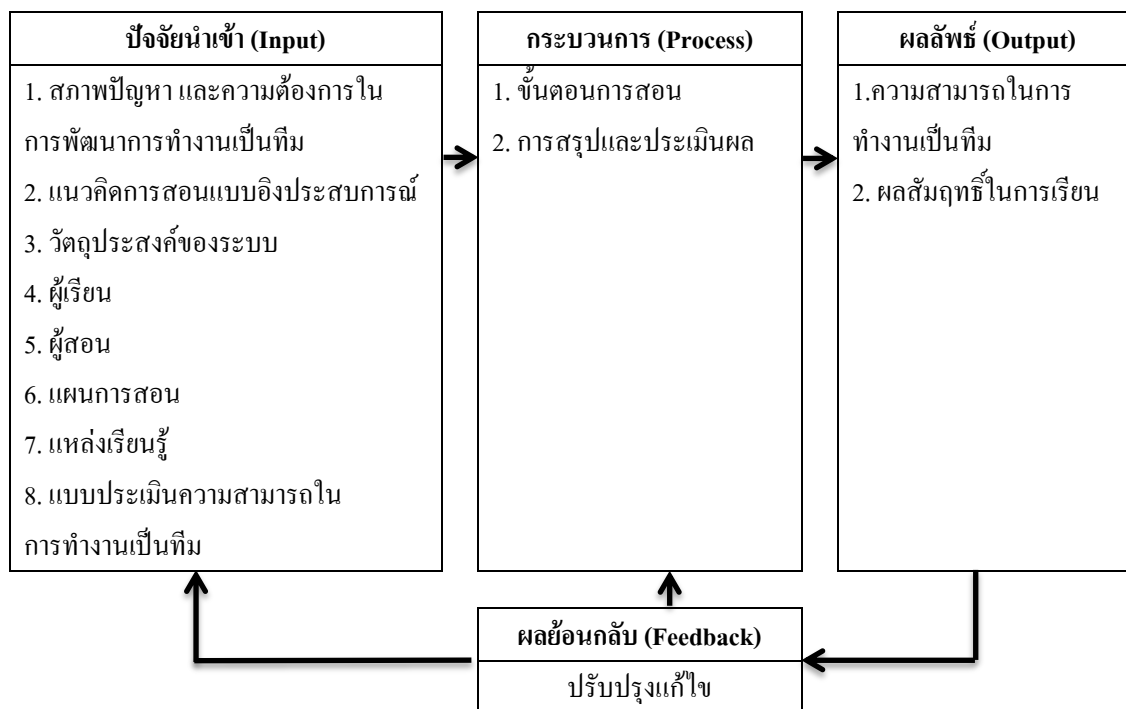 ปัจจัยนำเข้า (Input)
1. สภาพปัญหา และความต้องการใน
การพัฒนาการทำงานเป็นทีม
2. แนวคิดการสอนแบบอิงประสบการณ์
3. วัตถุประสงค์ของระบบ
4. ผู้เรียน
5. ผู้สอน
6. แผนการสอน
7. แหล่งเรียนรู้
8. แบบประเมินความสามารถใน
การทำงานเป็นทีม
กระบวนการ (Process)
1. ขั้นตอนการสอน
2. การสรุปและประเมินผล
ผลลัพธ์ (Output)
1.ความสามารถในการ
ทำงานเป็นทีม
2. ผลสัมฤทธิ์ในการเรียน
ผลย้อนกลับ (Feedback)
ปรับปรุงแก้ไข